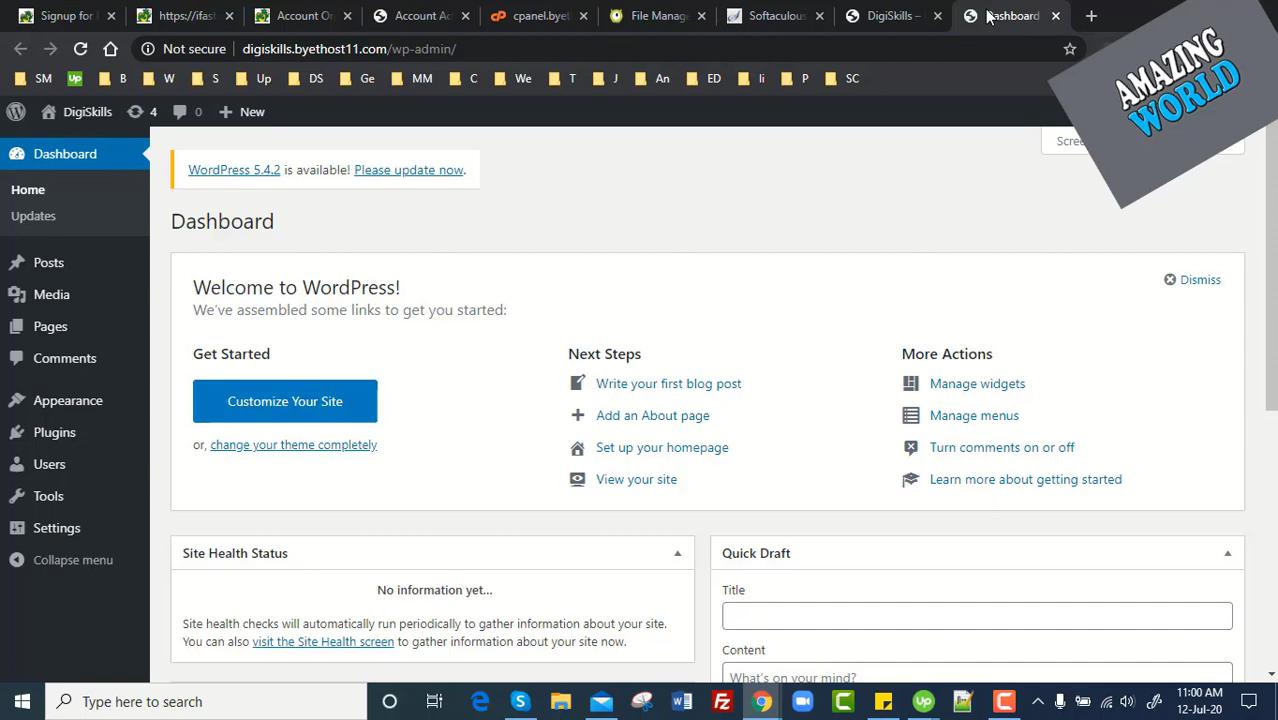 Signup for
https://ifast
Account On
Account Ac
cpanel.byet
File Manage
Softaculous
DigiSkills –
Dashboard
Not secure digiskills.byethost11.com/wp-admin/
SM
Up
B
W
S
Up
DS
Ge
MM
C
We
T
J
An
ED
Ii
P
SC
AMAZING
WORLD
DigiSkills 4 0 New
Scree
Dashboard
Home
Updates
Posts
Media
Pages
Comments
Appearance
Plugins
Users
Tools
Settings
Collapse menu
WordPress 5.4.2 is available! Please update now.
Dashboard
Welcome to WordPress!
Dismiss
We've assembled some links to get you started:
Get Started
Customize Your Site
or, change your theme completely
Next Steps
Write your first blog post
Add an About page
Set up your homepage
View your site
More Actions
Manage widgets
Manage menus
Turn comments on or off
Learn more about getting started
Site Health Status
No information yet...
Site health checks will automatically run periodically to gather information about your site.
You can also visit the Site Health screen to gather information about your site now.
Quick Draft
Title
Content
What's on your mind?
Type here to search
11:00 AM
12-Jul-20